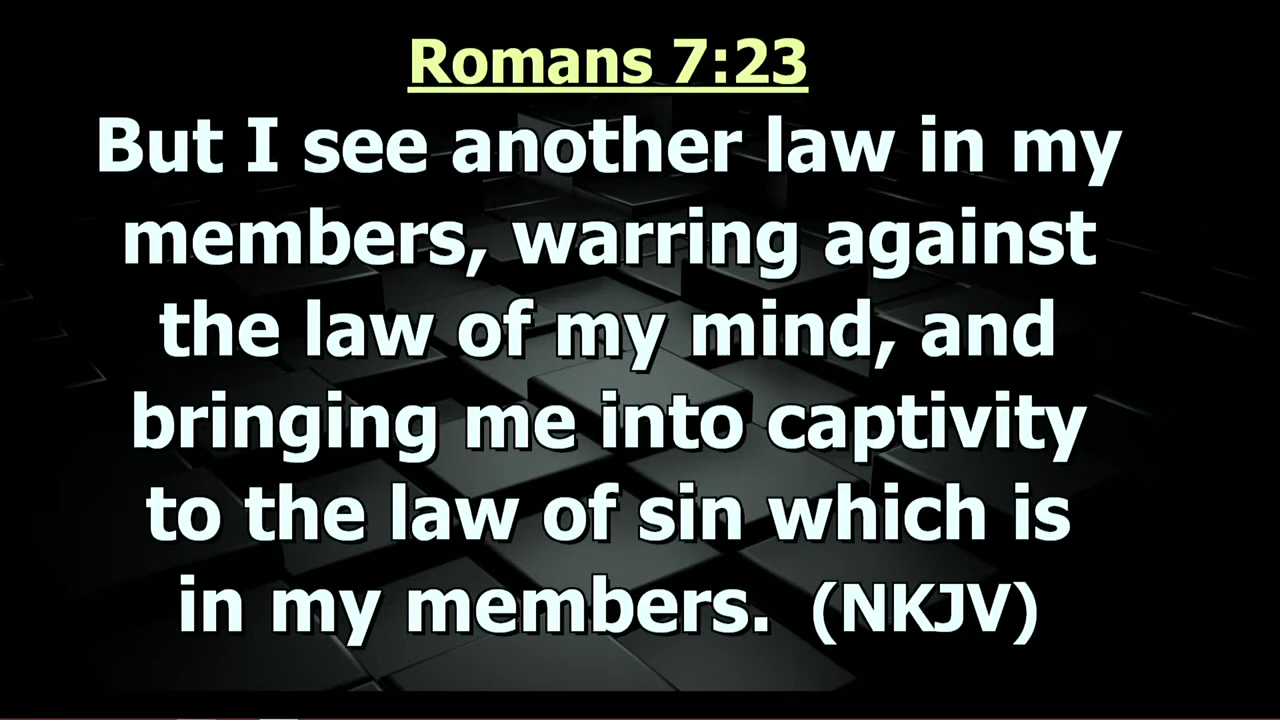 Romans 7:23
But I see another law in my
members, warring against
the law of my mind, and
bringing me into captivity
to the law of sin which is
in my members. (NKJV)